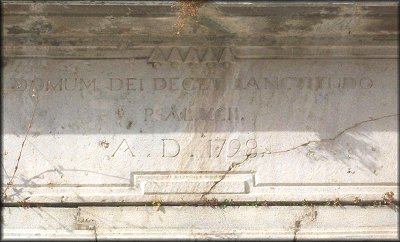 DOMUM DEI DECET SANCTITUDO
PSAL. XCII.
A . D . 1798